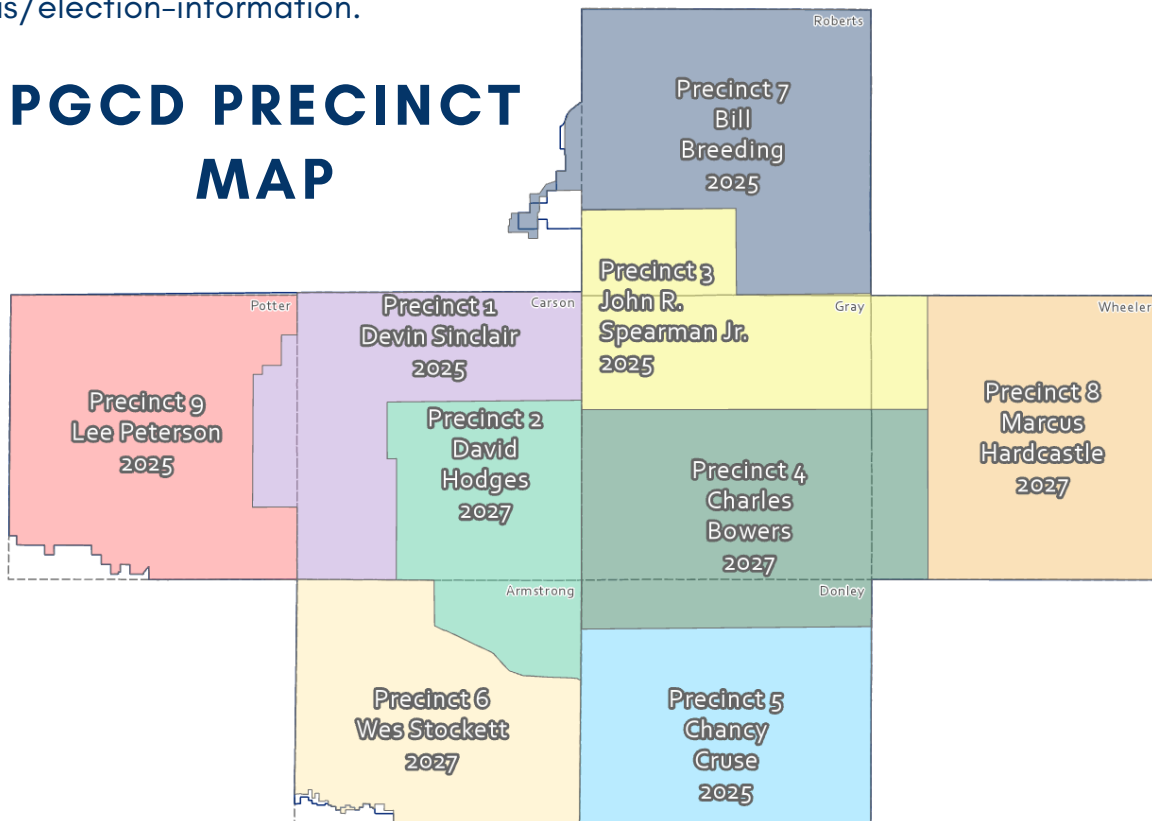 is/election-information.
PGCD PRECINCT
MAP
Roberts
Precinct 7
Bill
Breeding
2025
Precinct 3
John R.
Spearman Jr.
2025
Potter
Precinct 1
Devin Sinclair
2025
Carson
Gray
Wheeler
Precinct 9
Lee Peterson
2025
Precinct 2
David
Hodges
2027
Precinct 8
Marcus
Hardcastle
2027
Precinct 4
Charles
Bowers
2027
Armstrong
Donley
Precinct 6
Wes Stockett
2027
Precinct 5
Chancy
Cruse
2025